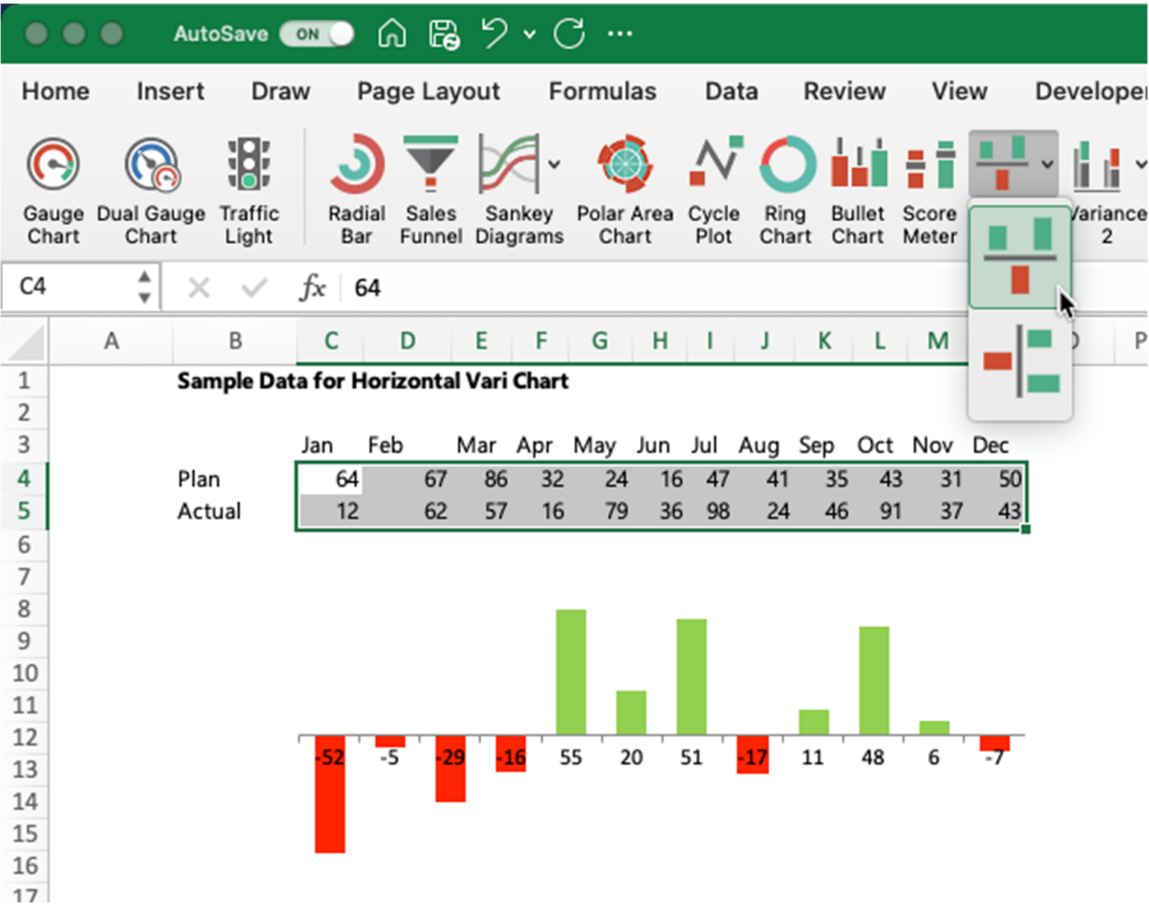 AutoSave ON
Home Insert Draw Page Layout Formulas Data Review View Developer
Gauge Dual Gauge Traffic Radial Sales Sankey Polar Area Cycle Ring Bullet Score Variance
Chart Chart Light Bar Funnel Diagrams Chart Plot Chart Chart Meter 2
C4 fx 64
A B C D E F G H I J K L M P
1 Sample Data for Horizontal Vari Chart
2
3 Jan Feb Mar Apr May Jun Jul Aug Sep Oct Nov Dec
4 Plan 64 67 86 32 24 16 47 41 35 43 31 50
5 Actual 12 62 57 16 79 36 98 24 46 91 37 43
6
7
8
9
10
11
12
-52 -5 -29 -16 55 20 51 -17 11 48 6 -7
13
14
15
16
17